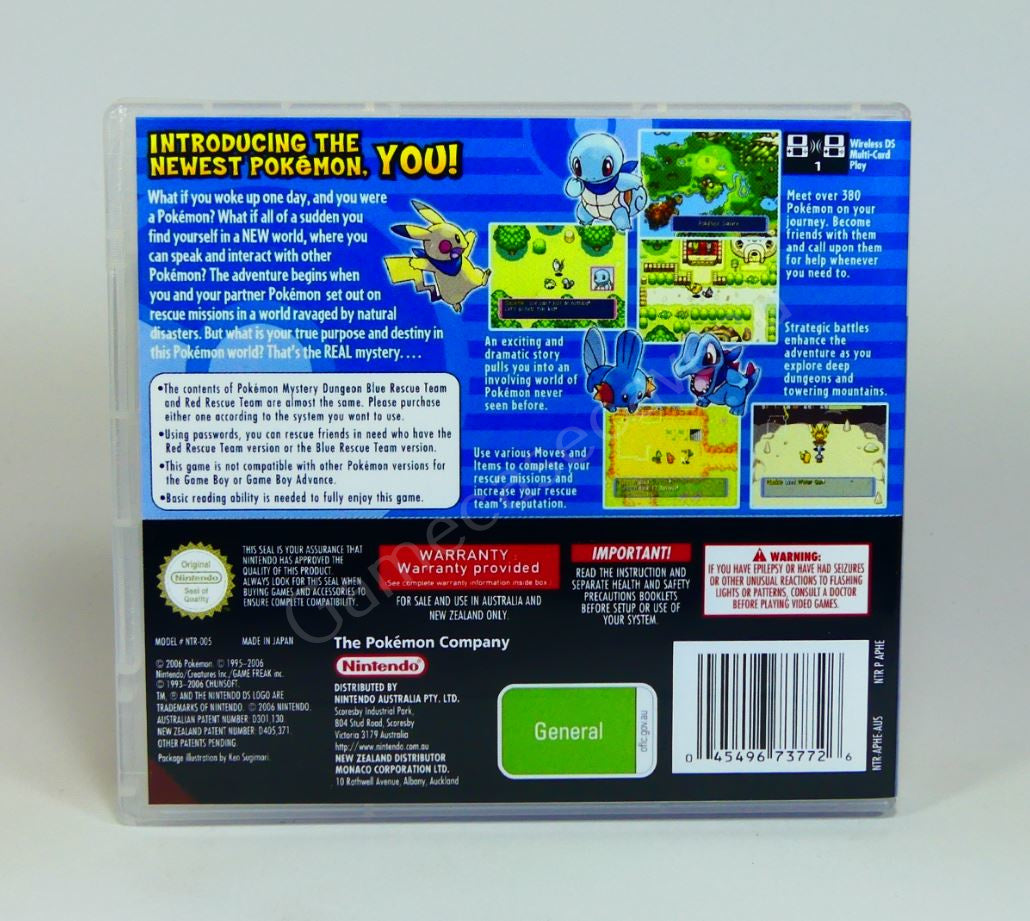 INTRODUCING THE
NEWEST POKéMON, YOU!
What if you woke up one day, and you were
a Pokémon? What if all of a sudden you
find yourself in a NEW world, where you
can speak and interact with other
Pokémon? The adventure begins when
you and your partner Pokémon set out on
rescue missions in a world ravaged by natural
disasters. But what is your true purpose and destiny in
this Pokémon world? That's the REAL mystery....
•The contents of Pokémon Mystery Dungeon Blue Rescue Team
and Red Rescue Team are almost the same. Please purchase
either one according to the system you want to use.
•Using passwords, you can rescue friends in need who have the
Red Rescue Team version or the Blue Rescue Team version.
•This game is not compatible with other Pokémon versions for
the Game Boy or Game Boy Advance.
•Basic reading ability is needed to fully enjoy this game.
Wireless DS
Multi-Card
Play
1
Meet over 380
Pokémon on your
journey. Become
friends with them
and call upon them
for help whenever
you need to.
An exciting and
dramatic story
pulls you into an
involving world of
Pokémon never
seen before.
Strategic battles
enhance the
adventure as you
explore deep
dungeons and
towering mountains.
Use various Moves and
Items to complete your
rescue missions and
increase your rescue
team's reputation.
Pokémon Square
Water Gun!
Original
Nintendo
Seal of
Quality
THIS SEAL IS YOUR ASSURANCE THAT
NINTENDO HAS APPROVED THE
QUALITY OF THIS PRODUCT.
ALWAYS LOOK FOR THIS SEAL WHEN
BUYING GAMES AND ACCESSORIES TO
ENSURE COMPLETE COMPATIBILITY.
WARRANTY
Warranty provided
(See complete warranty information inside box)
FOR SALE AND USE IN AUSTRALIA AND
NEW ZEALAND ONLY.
IMPORTANT!
READ THE INSTRUCTION AND
SEPARATE HEALTH AND SAFETY
PRECAUTIONS BOOKLETS
BEFORE SETUP OR USE OF
YOUR SYSTEM.
WARNING:
IF YOU HAVE EPILEPSY OR HAVE HAD SEIZURES
OR OTHER UNUSUAL REACTIONS TO FLASHING
LIGHTS OR PATTERNS, CONSULT A DOCTOR
BEFORE PLAYING VIDEO GAMES.
MODEL # NTR-005 MADE IN JAPAN
© 2006 Pokémon. © 1995-2006
Nintendo/Creatures Inc./GAME FREAK inc.
© 1993-2006 CHUNSOFT.
TM, ® AND THE NINTENDO DS LOGO ARE
TRADEMARKS OF NINTENDO. © 2006 NINTENDO.
AUSTRALIAN PATENT NUMBER: D301,130.
NEW ZEALAND PATENT NUMBER: D405,371.
OTHER PATENTS PENDING.
Package illustration by Ken Sugimori.
The Pokémon Company
Nintendo®
DISTRIBUTED BY
NINTENDO AUSTRALIA PTY. LTD.
Scoresby Industrial Park,
804 Stud Road, Scoresby
Victoria 3179 Australia
http://www.nintendo.com.au
NEW ZEALAND DISTRIBUTOR
MONACO CORPORATION LTD.
10 Rothwell Avenue, Albany, Auckland
General
oflc.gov.au
0 45496 73772 6
NTR P APHE
NTR-APHE-AUS